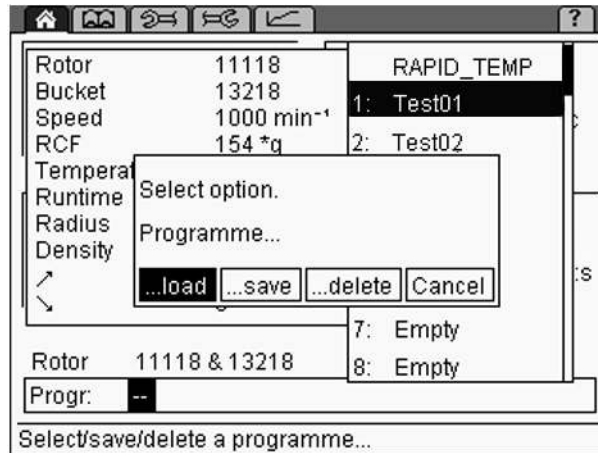 ?
Rotor 11118
Bucket 13218
Speed 1000 min⁻¹
RCF 154 *g
Temperat
Runtime
Radius
Density
RAPID_TEMP
1: Test01
2: Test02
Select option.
Programme...
...load ...save ...delete Cancel
7: Empty
8: Empty
:s
Rotor 11118 & 13218
Progr: --
Select/save/delete a programme...